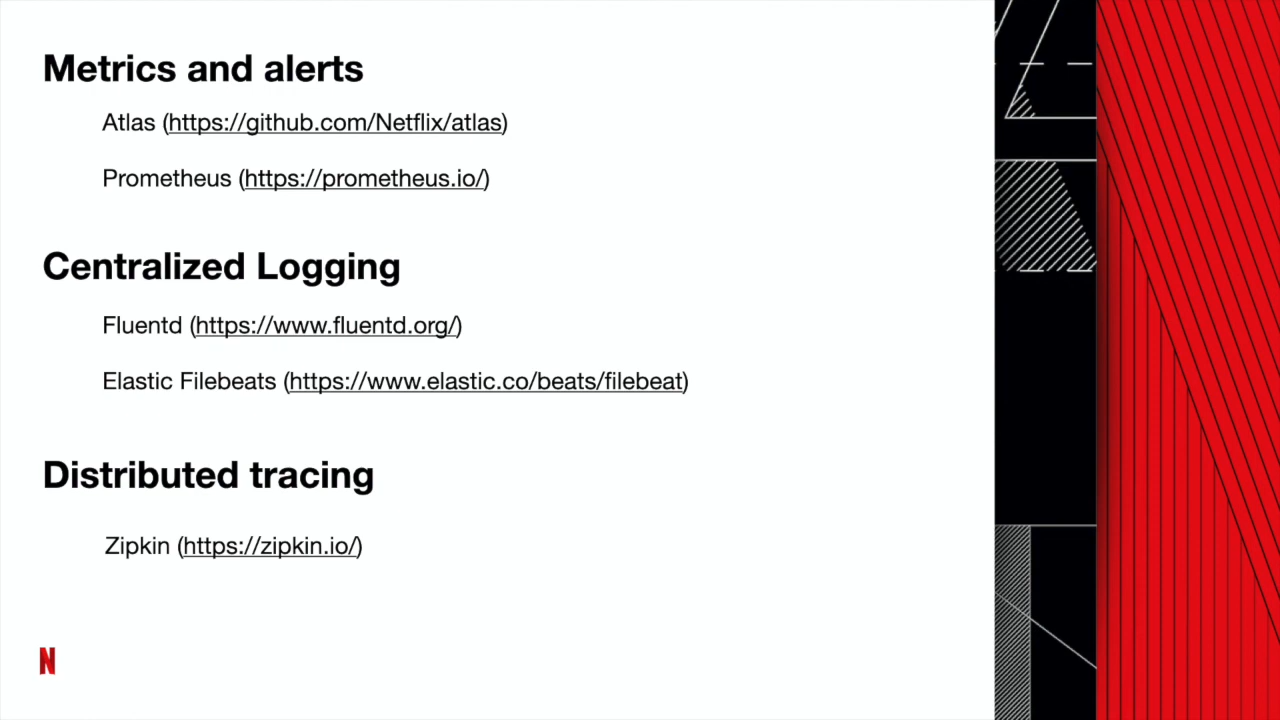 Metrics and alerts
Atlas (https://github.com/Netflix/atlas)
Prometheus (https://prometheus.io/)
Centralized Logging
Fluentd (https://www.fluentd.org/)
Elastic Filebeats (https://www.elastic.co/beats/filebeat)
Distributed tracing
Zipkin (https://zipkin.io/)
N